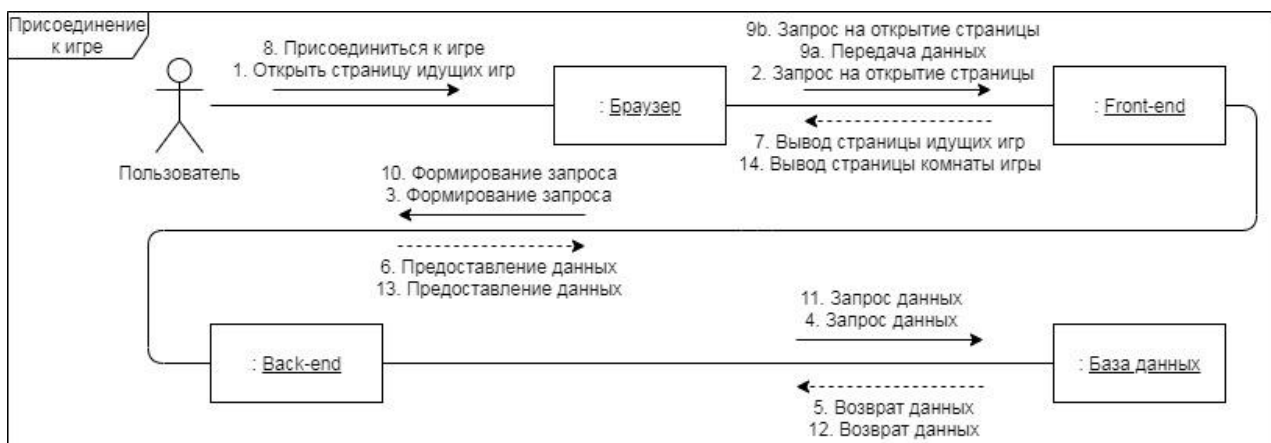 Присоединение
к игре
8. Присоединиться к игре
1. Открыть страницу идущих игр
9b. Запрос на открытие страницы
9a. Передача данных
2. Запрос на открытие страницы
: Браузер
: Front-end
7. Вывод страницы идущих игр
14. Вывод страницы комнаты игры
Пользователь
10. Формирование запроса
3. Формирование запроса
6. Предоставление данных
13. Предоставление данных
11. Запрос данных
4. Запрос данных
: Back-end
: База данных
5. Возврат данных
12. Возврат данных